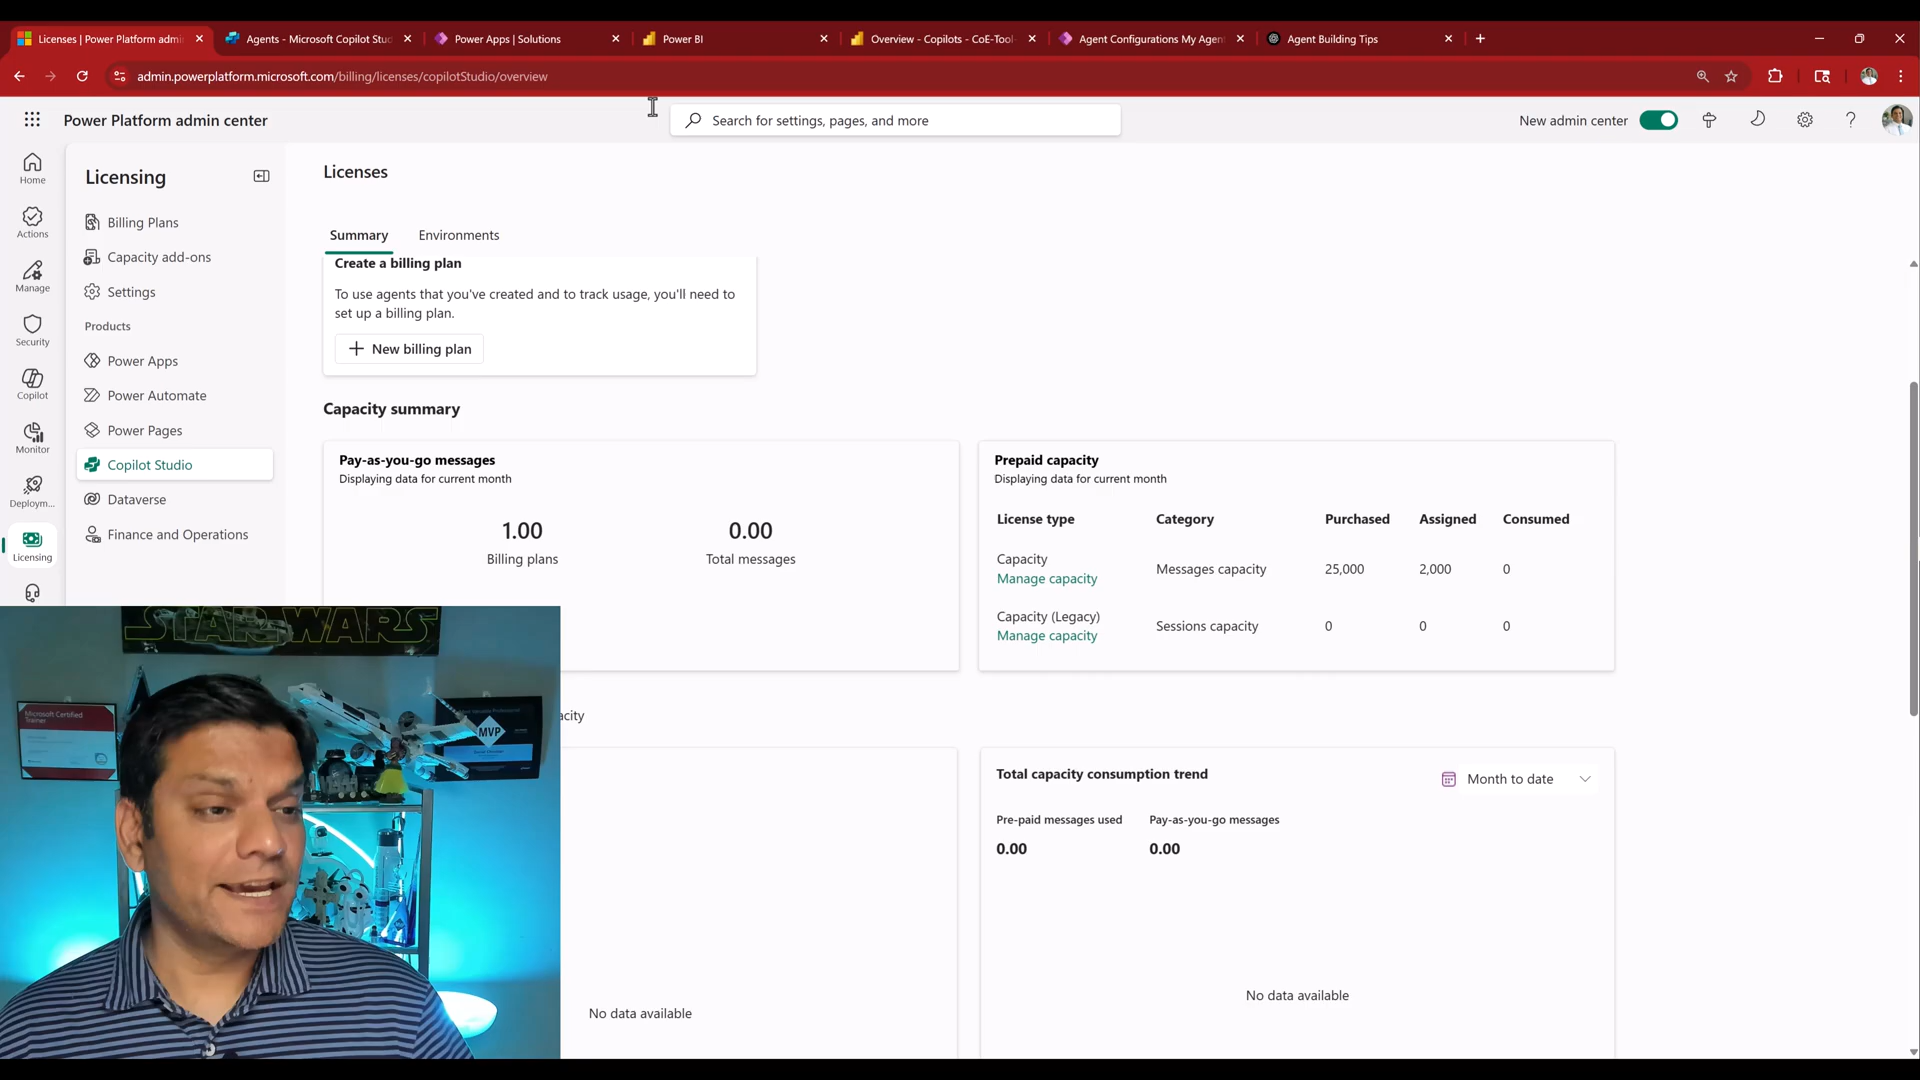 Licenses | Power Platform admi
Agents - Microsoft Copilot Stud
Power Apps | Solutions
Power BI
Overview - Copilots - CoE-Tool
Agent Configurations My Agen
Agent Building Tips
admin.powerplatform.microsoft.com/billing/licenses/copilotStudio/overview
Power Platform admin center
Search for settings, pages, and more
New admin center
Home
Actions
Manage
Security
Copilot
Monitor
Deploym...
Licensing
Licensing
Billing Plans
Capacity add-ons
Settings
Products
Power Apps
Power Automate
Power Pages
Copilot Studio
Dataverse
Finance and Operations
Licenses
Summary
Environments
Create a billing plan
To use agents that you've created and to track usage, you'll need to
set up a billing plan.
New billing plan
Capacity summary
Pay-as-you-go messages
Displaying data for current month
1.00
Billing plans
0.00
Total messages
Prepaid capacity
Displaying data for current month
License type Category Purchased Assigned Consumed
Capacity
Manage capacity
Messages capacity 25,000 2,000 0
Capacity (Legacy)
Manage capacity
Sessions capacity 0 0 0
acity
No data available
Total capacity consumption trend
Month to date
Pre-paid messages used
0.00
Pay-as-you-go messages
0.00
No data available
STAR WARS
Microsoft Certified
Trainer
MVP